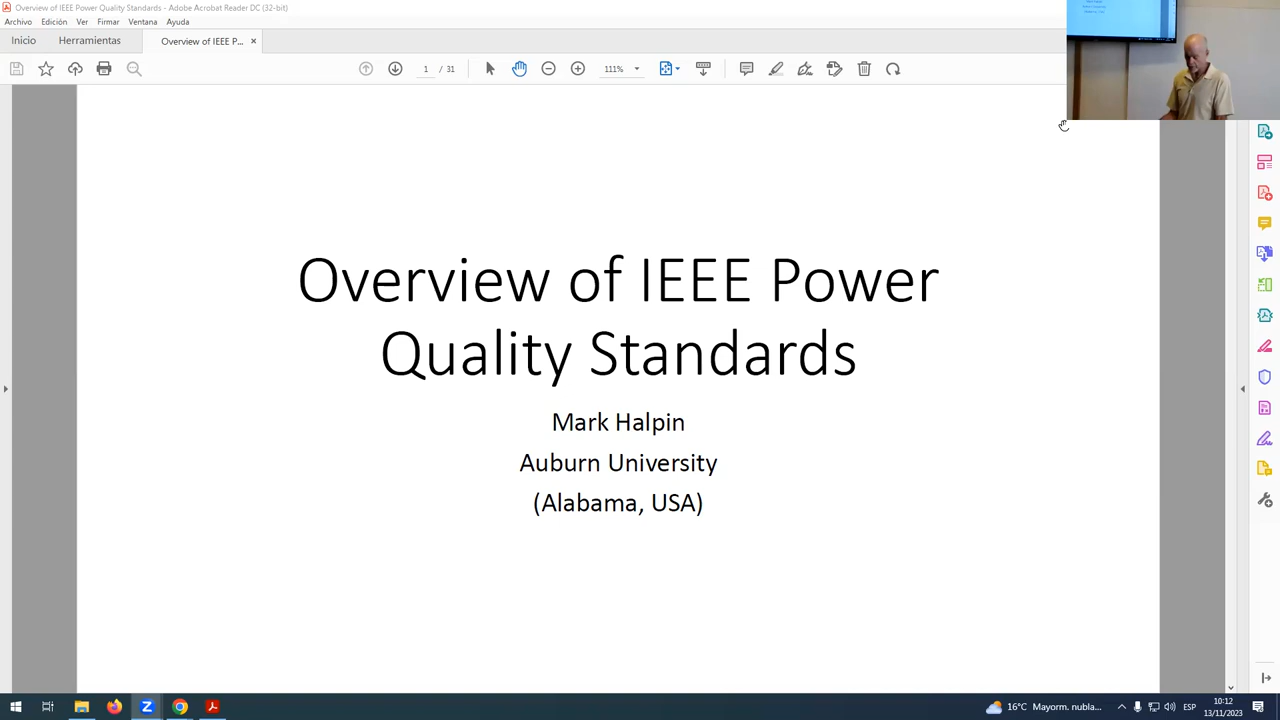 Overview of IEEE Power Quality Standards - Adobe Acrobat Reader DC (32-bit)
Archivo Edición Ver Firmar Ventana Ayuda
Inicio Herramientas Overview of IEEE P... ×
1 / 31 111%
Overview of IEEE Power
Quality Standards
Mark Halpin
Auburn University
(Alabama, USA)
16°C Mayorm. nubla... ESP 10:12
13/11/2023